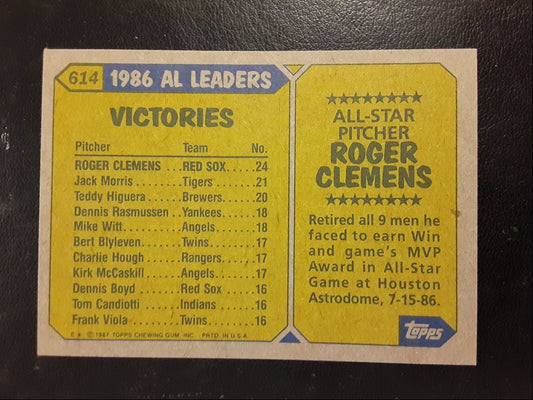 614 1986 AL LEADERS
VICTORIES
Pitcher Team No.
ROGER CLEMENS ...RED SOX.....24
Jack Morris ........Tigers.........21
Teddy Higuera ....Brewers......20
Dennis Rasmussen ..Yankees......18
Mike Witt..........Angels.........18
Bert Blyleven......Twins..........17
Charlie Hough.....Rangers.......17
Kirk McCaskill.....Angels.........17
Dennis Boyd.......Red Sox.......16
Tom Candiotti.....Indians........16
Frank Viola........Twins..........16
© 1987 TOPPS CHEWING GUM, INC. PRTD. IN U.S.A.
★★★★★★★★
ALL-STAR
PITCHER
ROGER
CLEMENS
★★★★★★★★
Retired all 9 men he
faced to earn Win
and game's MVP
Award in All-Star
Game at Houston
Astrodome, 7-15-86.
topps